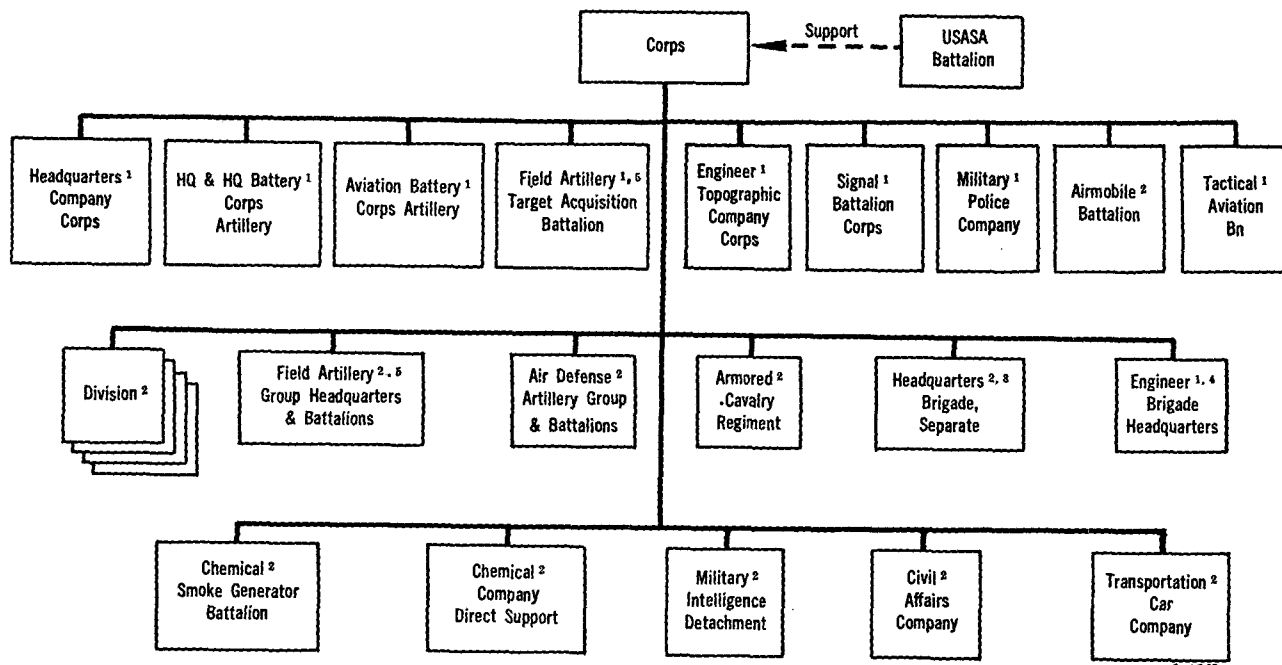 Corps
Support
USASA
Battalion
Headquarters ¹
Company
Corps
HQ & HQ Battery ¹
Corps
Artillery
Aviation Battery ¹
Corps Artillery
Field Artillery ¹, ⁵
Target Acquisition
Battalion
Engineer ¹
Topographic
Company
Corps
Signal ¹
Battalion
Corps
Military ¹
Police
Company
Airmobile ²
Battalion
Tactical ¹
Aviation
Bn
Division ²
Field Artillery ², ⁵
Group Headquarters
& Battalions
Air Defense ²
Artillery Group
& Battalions
Armored ²
.Cavalry
Regiment
Headquarters ², ³
Brigade,
Separate
Engineer ¹, ⁴
Brigade
Headquarters
Chemical ²
Smoke Generator
Battalion
Chemical ²
Company
Direct Support
Military ²
Intelligence
Detachment
Civil ²
Affairs
Company
Transportation ²
Car
Company